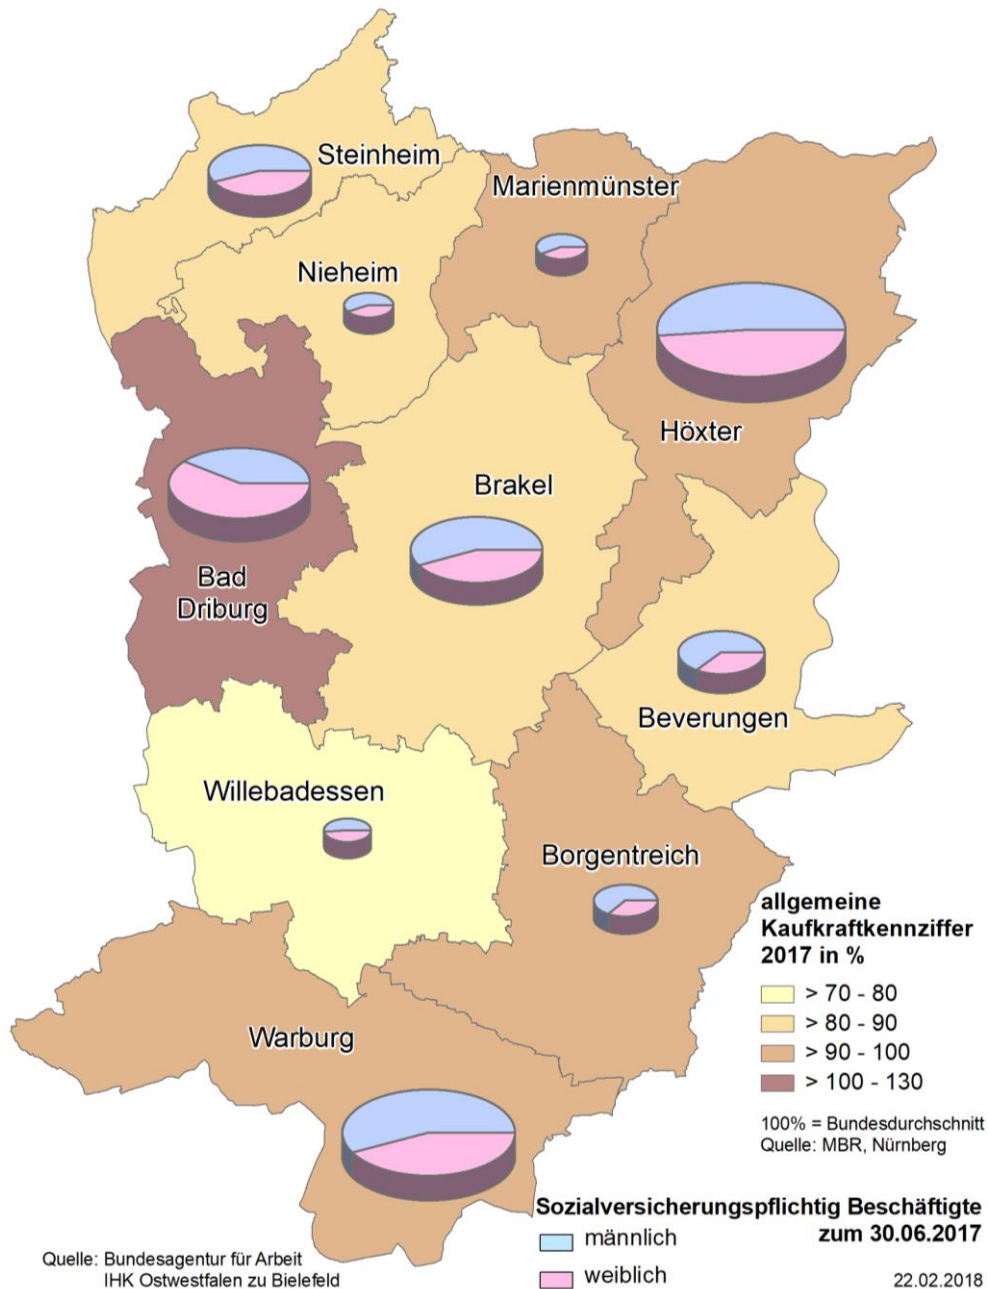 Steinheim
Marienmünster
Nieheim
Höxter
Brakel
Bad
Driburg
Beverungen
Willebadessen
Borgentreich
Warburg
allgemeine
Kaufkraftkennziffer
2017 in %
> 70 - 80
> 80 - 90
> 90 - 100
> 100 - 130
100% = Bundesdurchschnitt
Quelle: MBR, Nürnberg
Sozialversicherungspflichtig Beschäftigte
zum 30.06.2017
männlich
weiblich
Quelle: Bundesagentur für Arbeit
IHK Ostwestfalen zu Bielefeld
22.02.2018